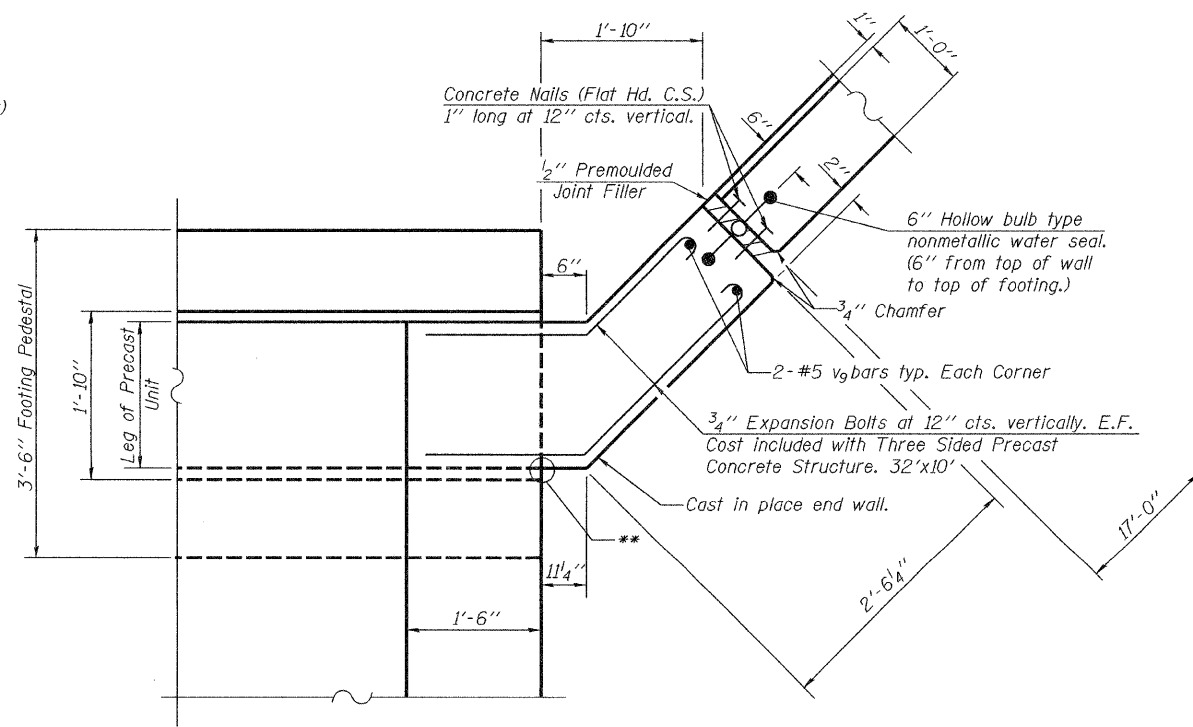 1'-10"
1"
1'-0"
Concrete Nails (Flat Hd. C.S.)
1" long at 12" cts. vertical.
6"
1/2" Premoulded
Joint Filler
2"
6" Hollow bulb type
nonmetallic water seal.
(6" from top of wall
to top of footing.)
3/4" Chamfer
6"
3'-6" Footing Pedestal
1'-10"
Leg of Precast
Unit
2-#5 v9 bars typ. Each Corner
3/4" Expansion Bolts at 12" cts. vertically. E.F.
Cost included with Three Sided Precast
Concrete Structure. 32'x10'
Cast in place end wall.
**
11 1/4"
1'-6"
2'-6 1/4"
17'-0"